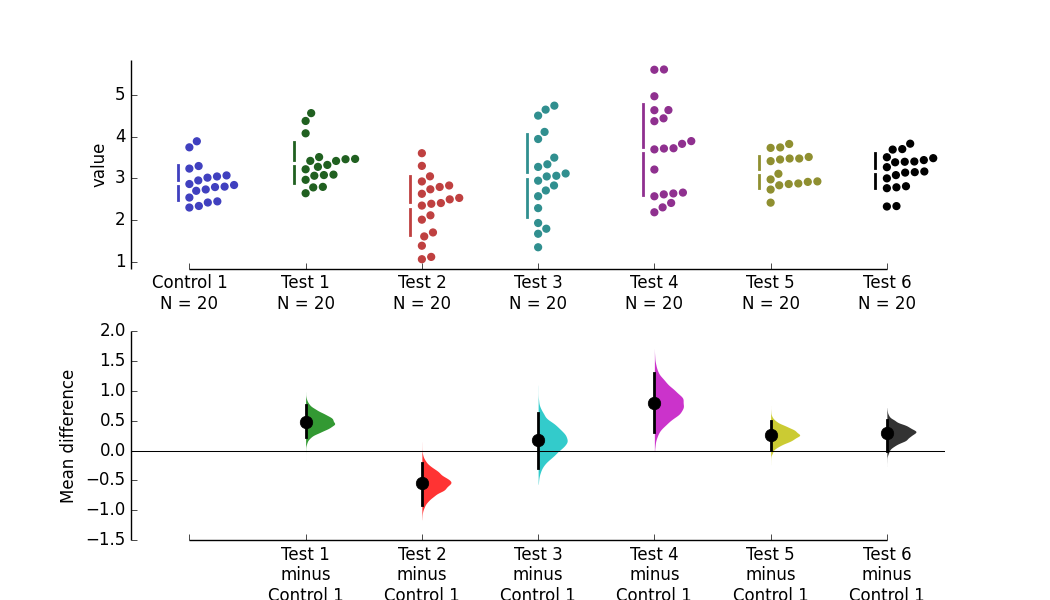 5
4
3
2
1
value
Control 1 Test 1 Test 2 Test 3 Test 4 Test 5 Test 6
N = 20 N = 20 N = 20 N = 20 N = 20 N = 20 N = 20
2.0
1.5
1.0
0.5
0.0
−0.5
−1.0
−1.5
Mean difference
Test 1 Test 2 Test 3 Test 4 Test 5 Test 6
minus minus minus minus minus minus
Control 1 Control 1 Control 1 Control 1 Control 1 Control 1